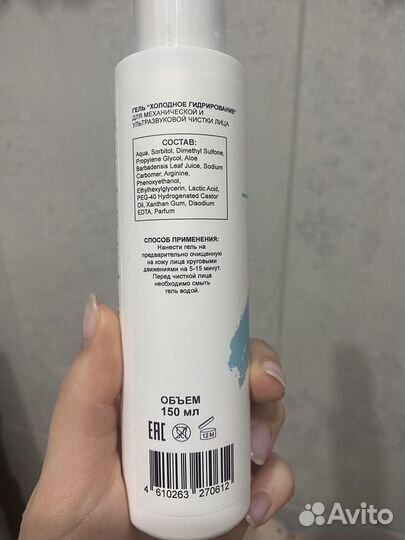 ГЕЛЬ "ХОЛОДНОЕ ГИДРИРОВАНИЕ"
ДЛЯ МЕХАНИЧЕСКОЙ И
УЛЬТРАЗВУКОВОЙ ЧИСТКИ ЛИЦА
СОСТАВ:
Aqua, Sorbitol, Dimethyl Sulfone,
Propylene Glycol, Aloe
Barbadensis Leaf Juice, Sodium
Carbomer, Arginine,
Phenoxyethanol,
Ethylhexylglycerin, Lactic Acid,
PEG-40 Hydrogenated Castor
Oil, Xanthan Gum, Disodium
EDTA, Parfum
СПОСОБ ПРИМЕНЕНИЯ:
Нанести гель на
предварительно очищенную
на кожу лица круговыми
движениями на 5-15 минут.
Перед чисткой лица
необходимо смыть
гель водой.
ОБЪЕМ
150 мл
EAC
12 M
4 610263 270612
Avito